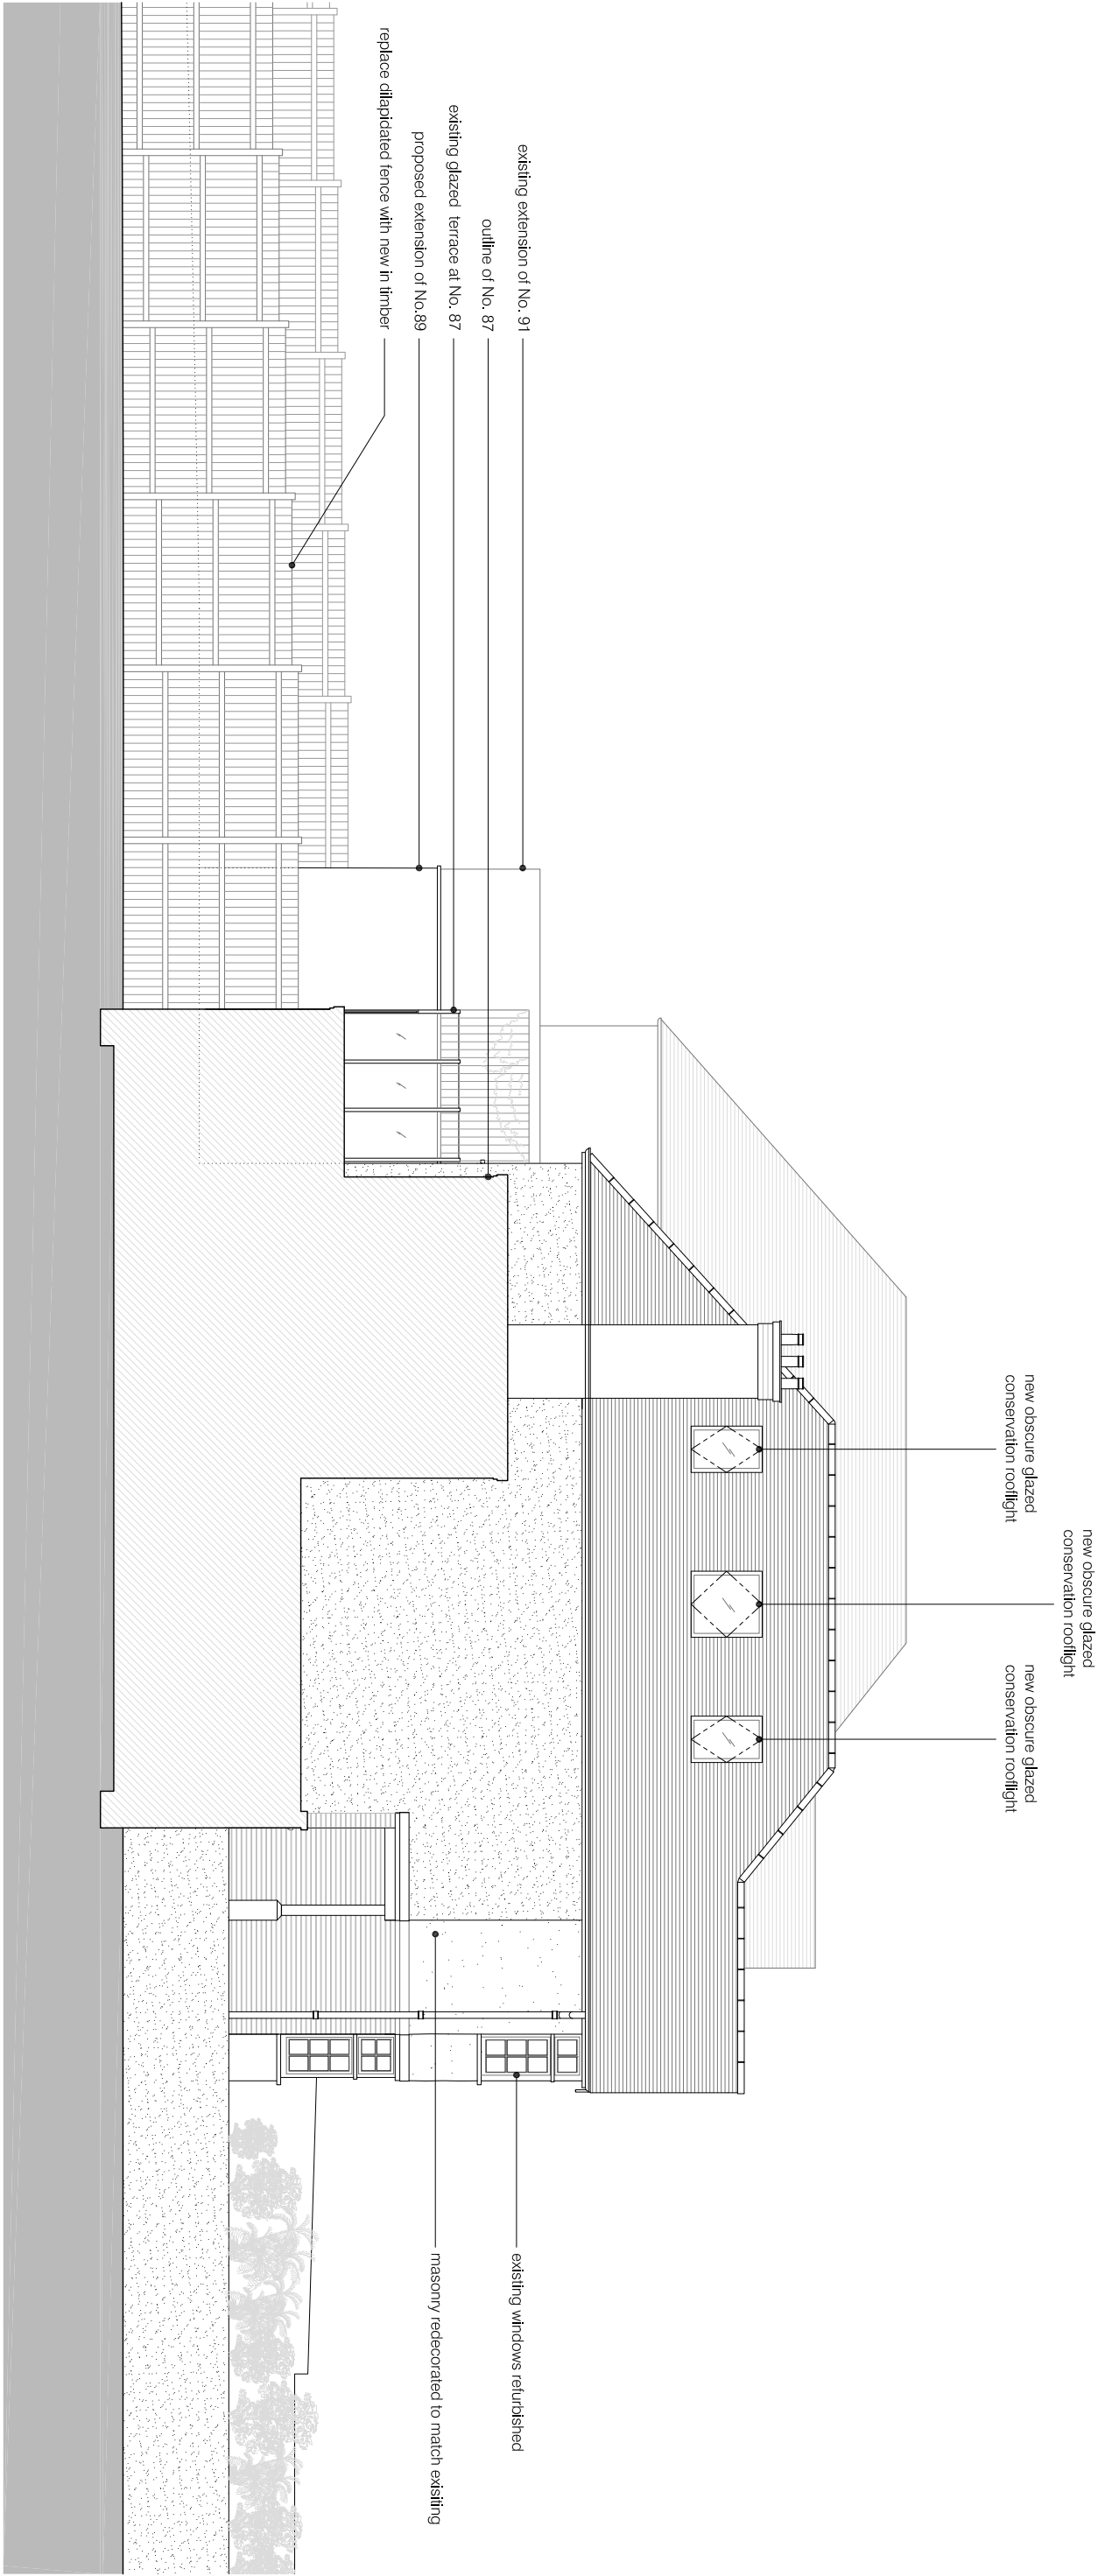 new obscure glazed
conservation rooflight
new obscure glazed
conservation rooflight
new obscure glazed
conservation rooflight
existing extension of No. 91
outline of No. 87
existing glazed terrace at No. 87
proposed extension of No.89
replace dilapidated fence with new in timber
existing windows refurbished
masonry redecorated to match exisiting